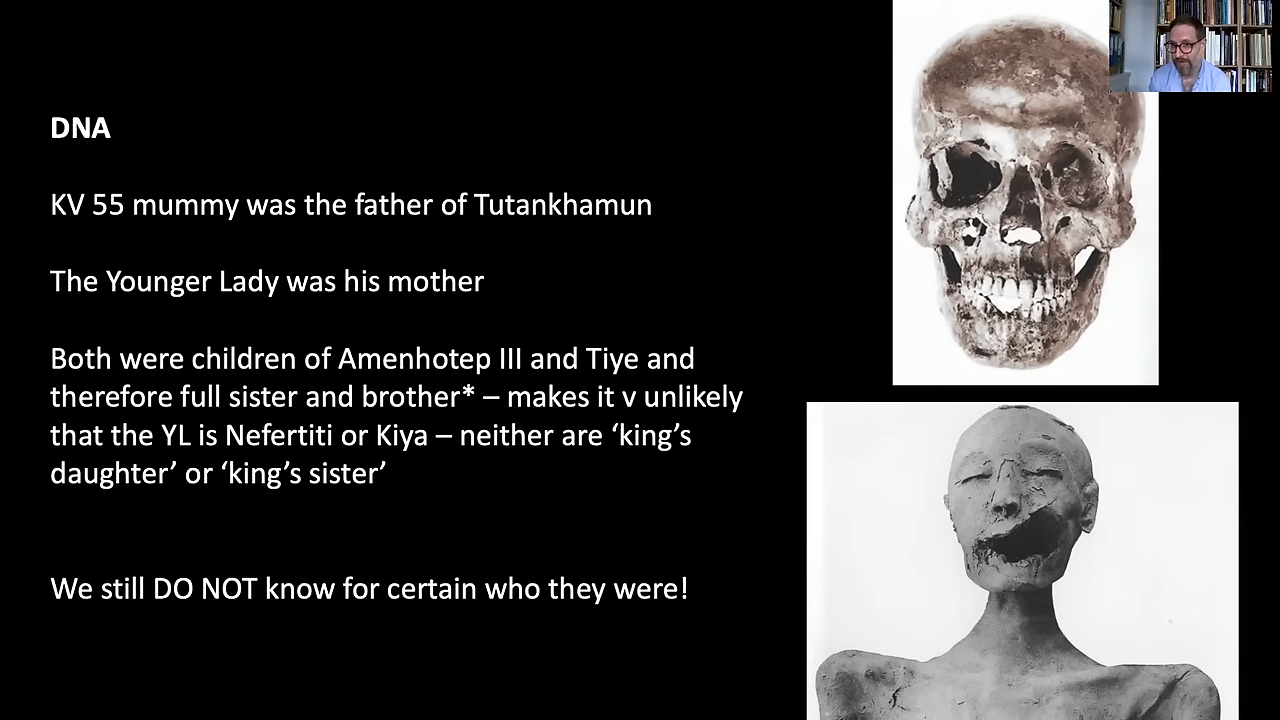 DNA
KV 55 mummy was the father of Tutankhamun
The Younger Lady was his mother
Both were children of Amenhotep III and Tiye and
therefore full sister and brother* – makes it v unlikely
that the YL is Nefertiti or Kiya – neither are ‘king’s
daughter’ or ‘king’s sister’
We still DO NOT know for certain who they were!